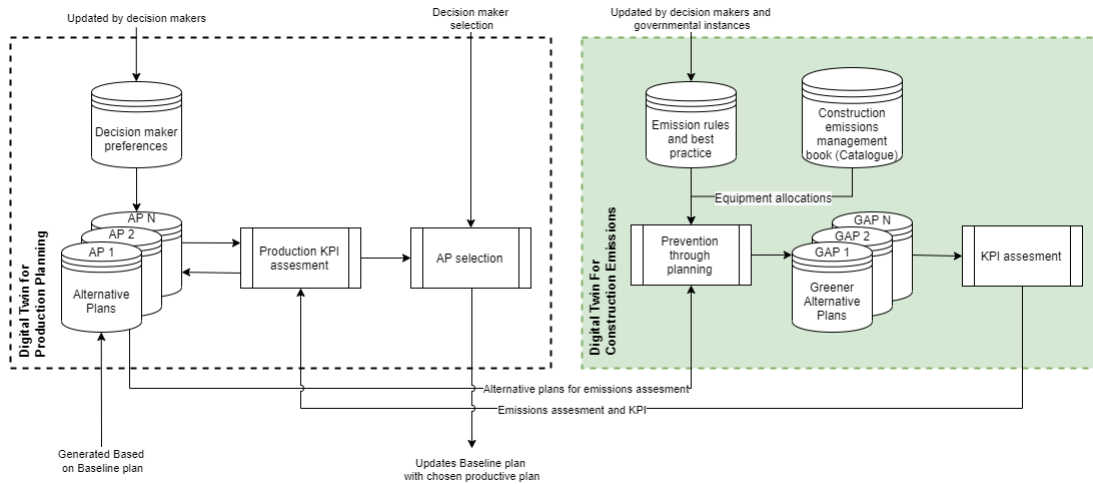 Updated by decision makers
Decision maker
selection
Updated by decision makers and
governmental instances
Decision maker
preferences
Emission rules
and best
practice
Construction
emissions
management
book (Catalogue)
Equipment allocations
AP N
AP 2
AP 1
Alternative
Plans
Production KPI
assesment
AP selection
Prevention
through
planning
GAP N
GAP 2
GAP 1
Greener
Alternative
Plans
KPI assesment
Digital Twin for
Production Planning
Digital Twin For
Construction Emissions
Alternative plans for emissions assesment
Emissions assesment and KPI
Generated Based
on Baseline plan
Updates Baseline plan
with chosen productive plan